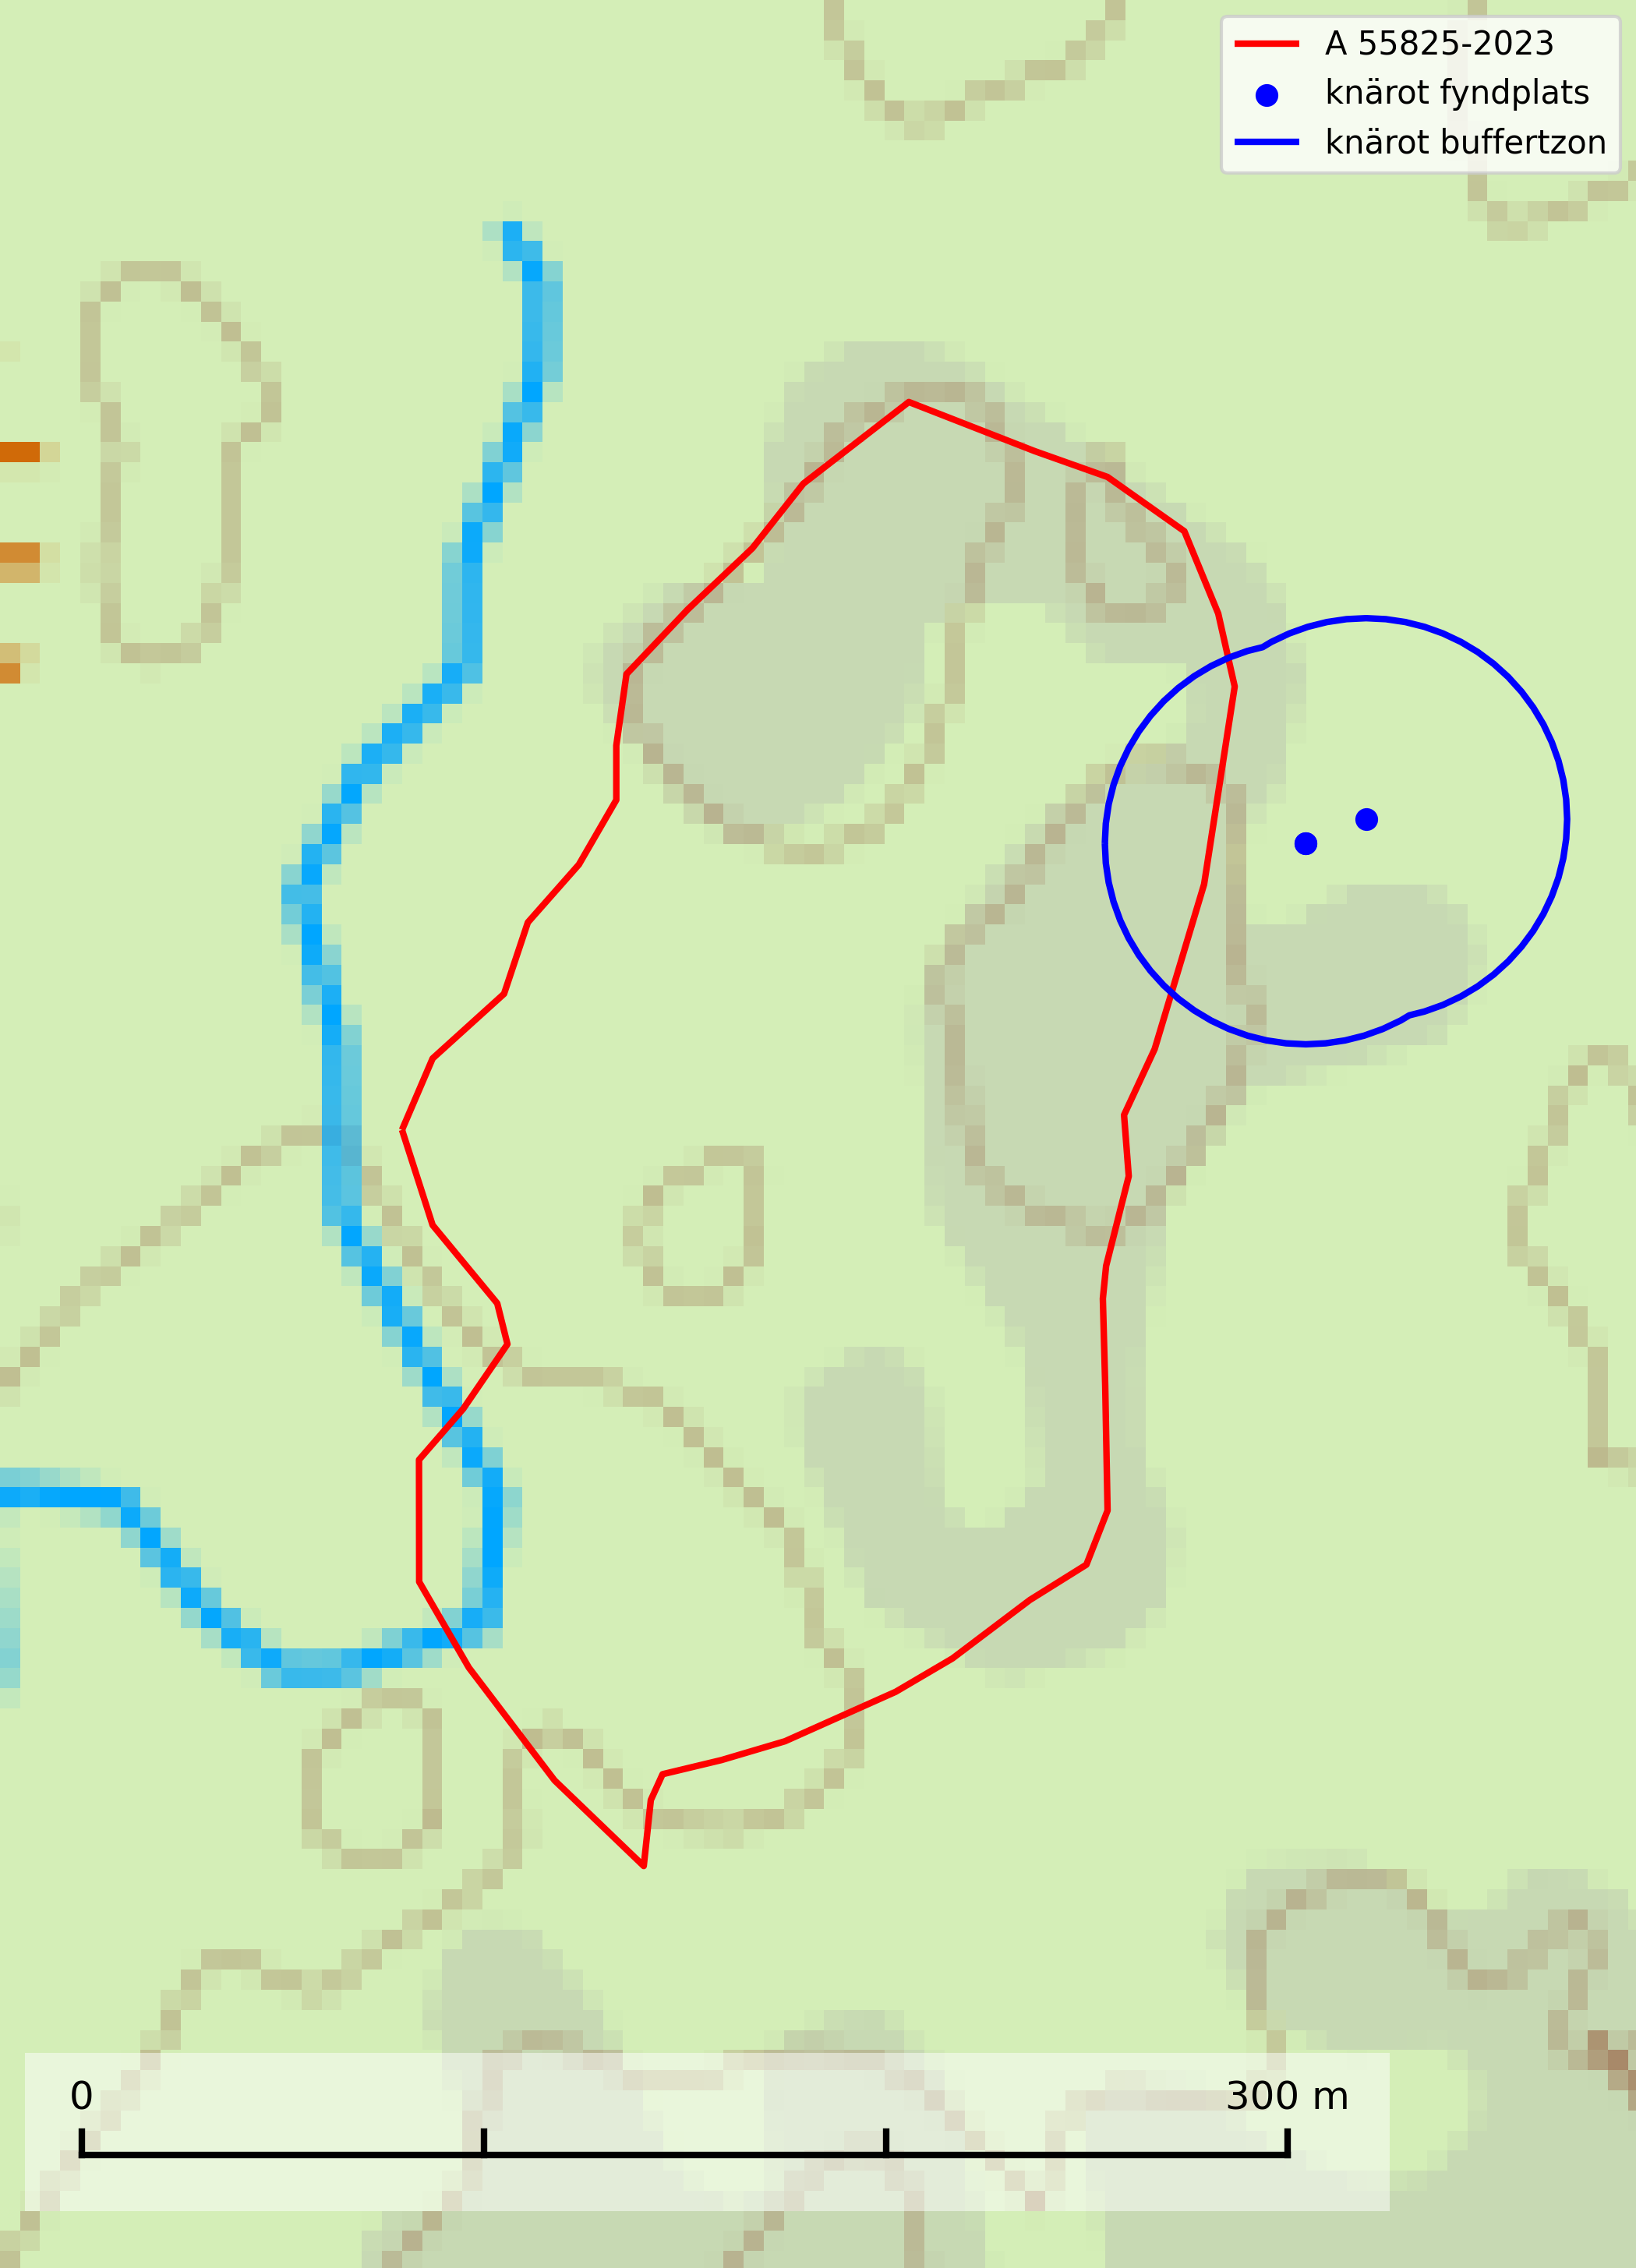 A 55825-2023
knärot fyndplats
knärot buffertzon
0 300 m